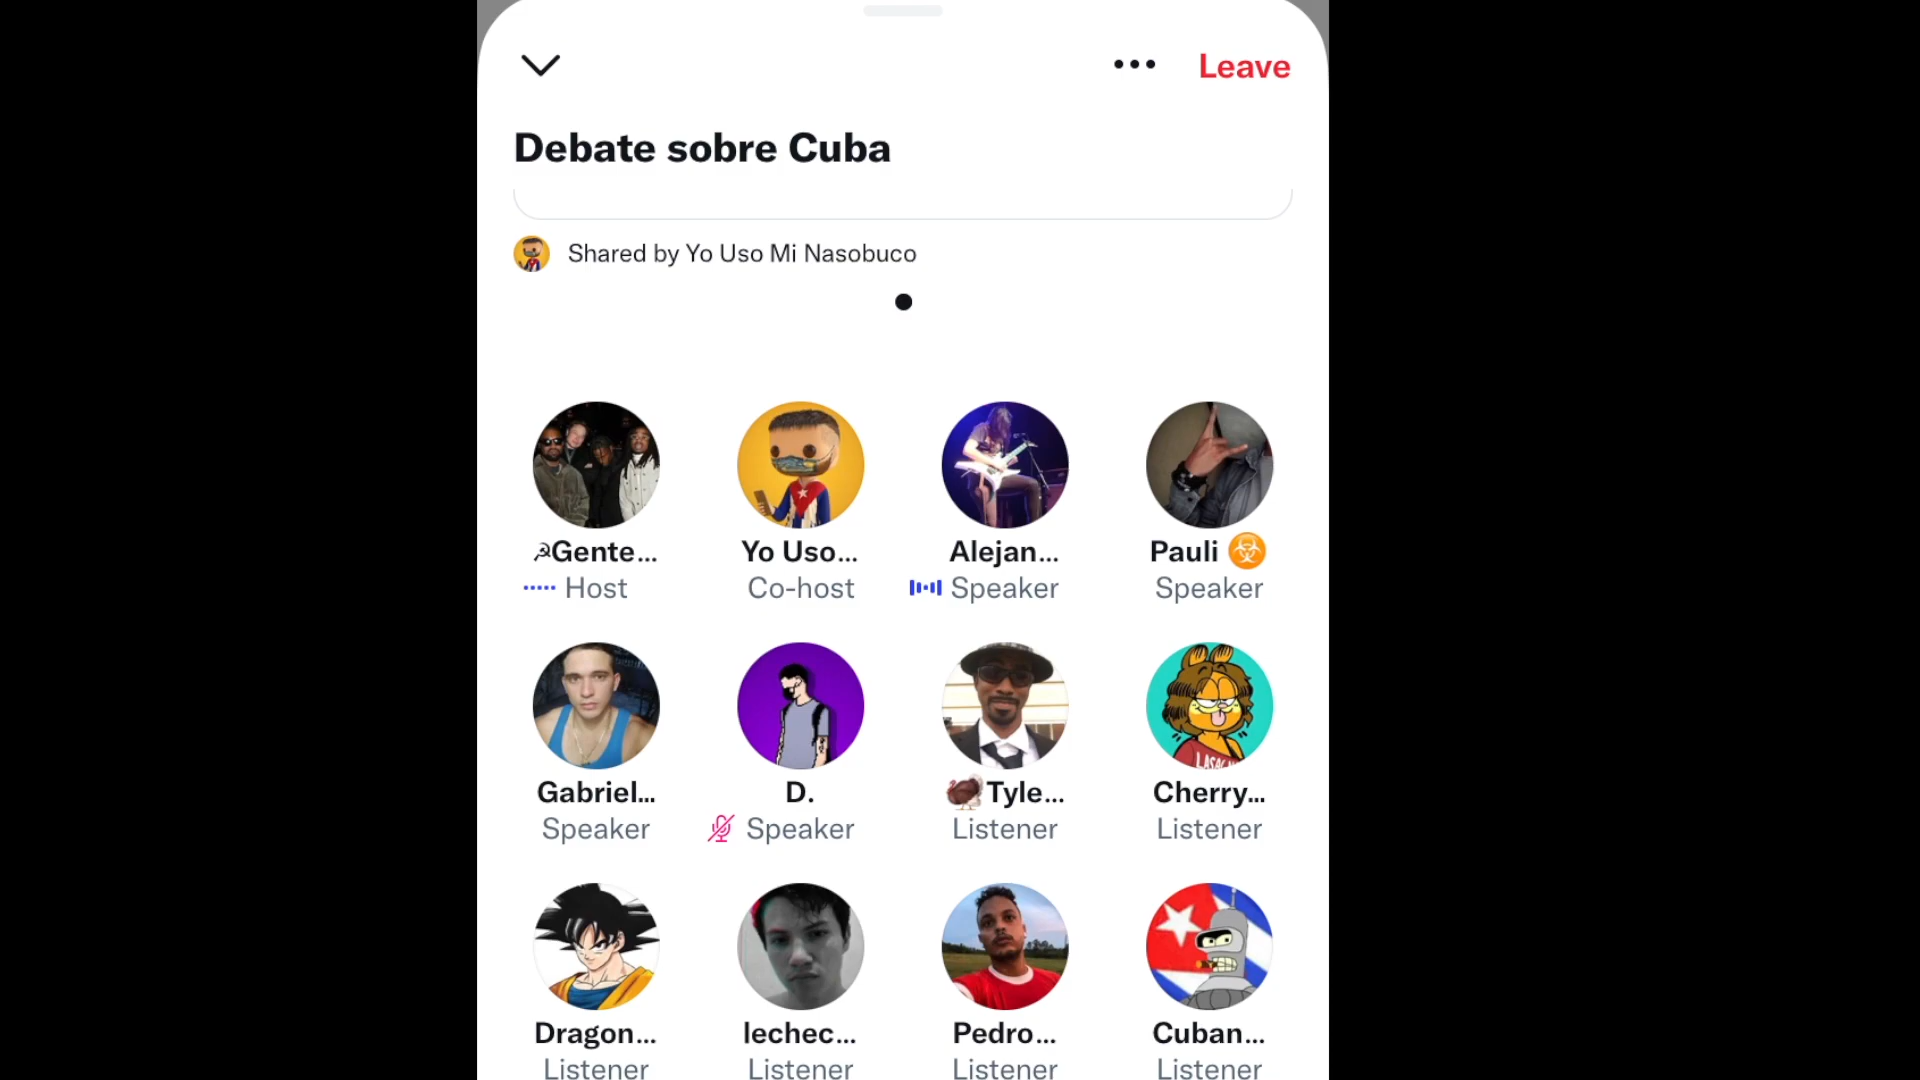 Leave
Debate sobre Cuba
Shared by Yo Uso Mi Nasobuco
☭Gente... Yo Uso... Alejan... Pauli ☣
Host Co-host Speaker Speaker
Gabriel... D. 🦃Tyle... Cherry...
Speaker Speaker Listener Listener
Dragon... lechec... Pedro... Cuban...
Listener Listener Listener Listener